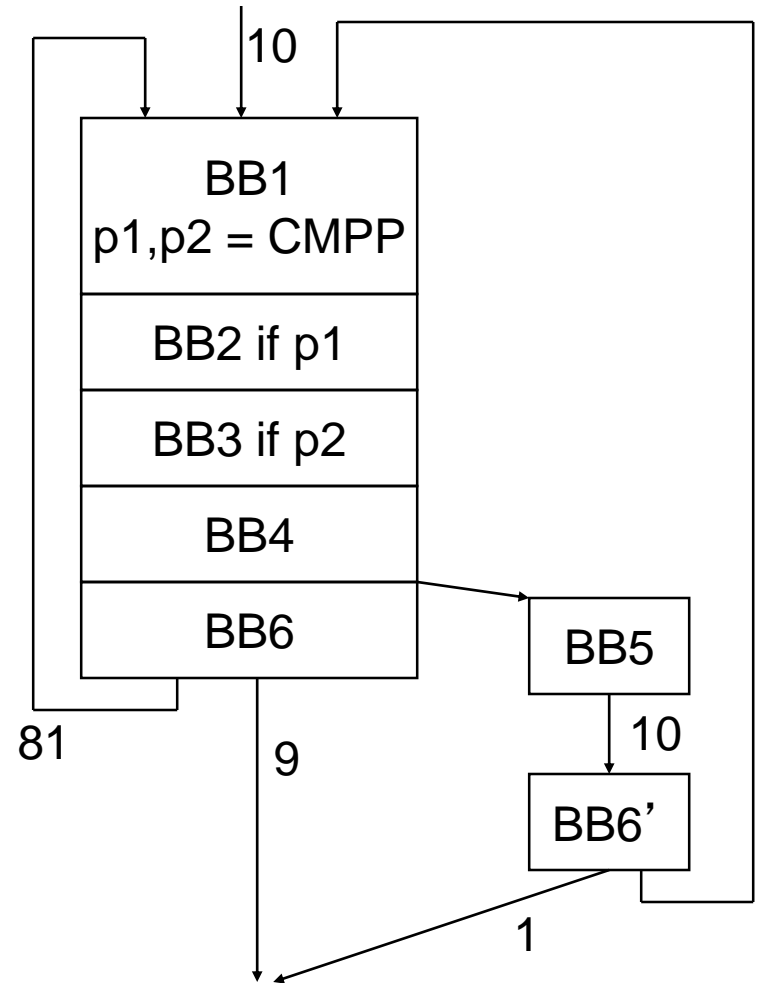 10
BB1
p1,p2 = CMPP
BB2 if p1
BB3 if p2
BB4
BB6
BB5
81
9
10
BB6’
1